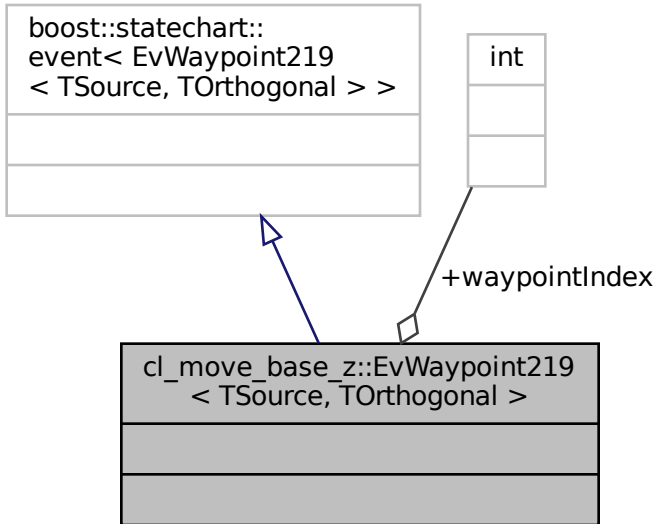 boost::statechart::
event< EvWaypoint219
< TSource, TOrthogonal > >
int
+waypointIndex
cl_move_base_z::EvWaypoint219
< TSource, TOrthogonal >